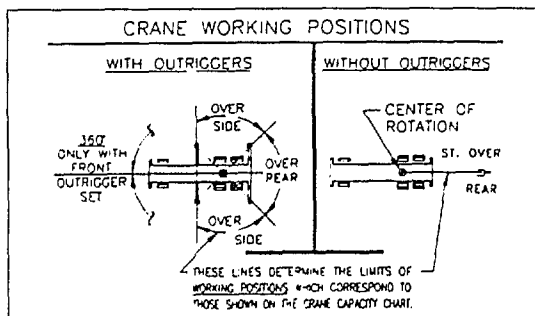 CRANE WORKING POSITIONS
WITH OUTRIGGERS
WITHOUT OUTRIGGERS
OVER
SIDE
360°
ONLY WITH
FRONT
OUTRIGGER
SET
OVER
REAR
OVER
SIDE
CENTER OF
ROTATION
ST. OVER
REAR
THESE LINES DETERMINE THE LIMITS OF
WORKING POSITIONS WHICH CORRESPOND TO
THOSE SHOWN ON THE CRANE CAPACITY CHART.